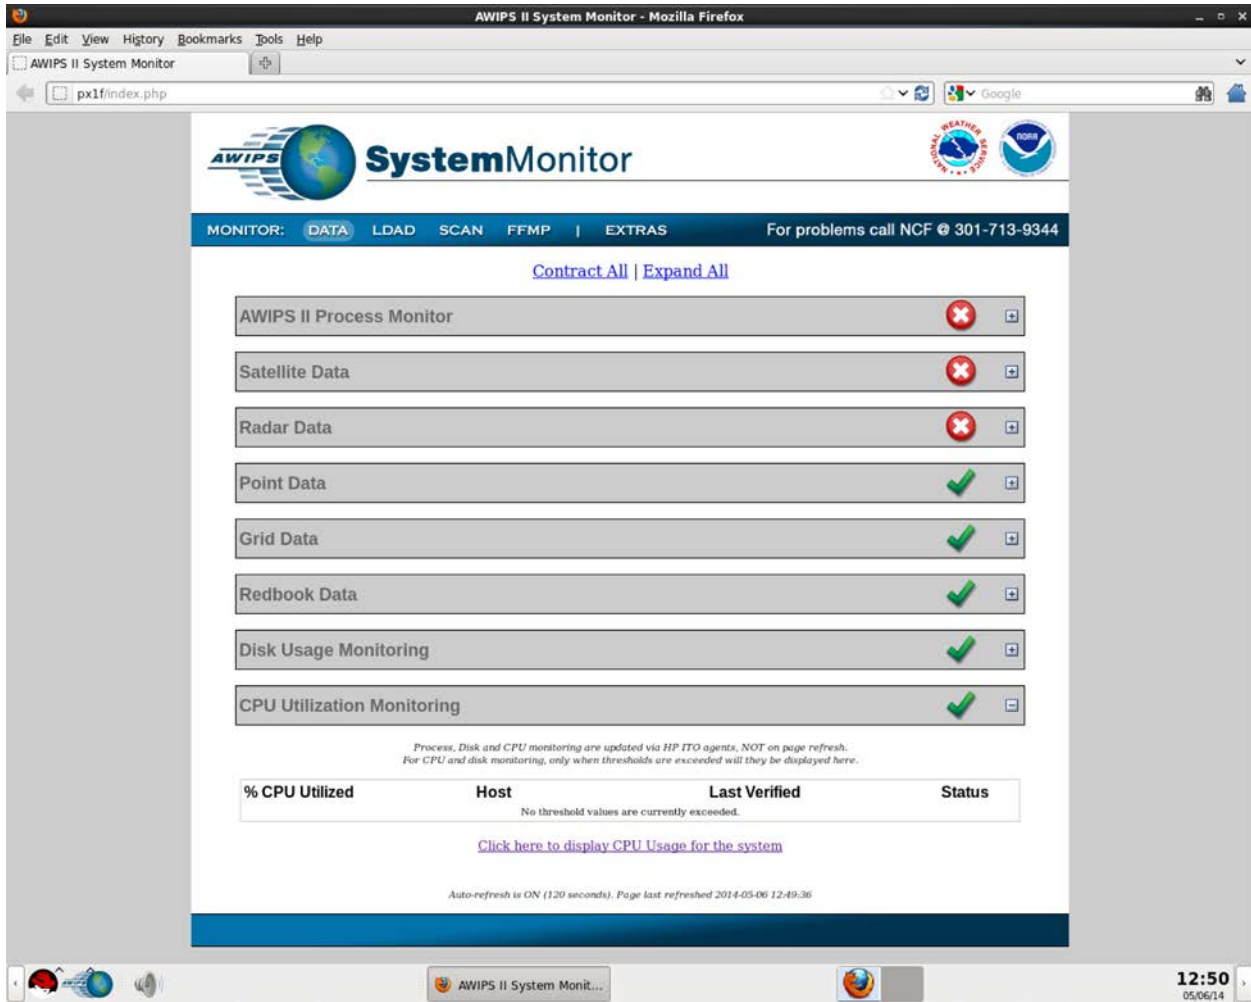 AWIPS II System Monitor - Mozilla Firefox
File Edit View History Bookmarks Tools Help
AWIPS II System Monitor
px1f/index.php
Google
AWIPS
SystemMonitor
NATIONAL WEATHER SERVICE
NOAA
MONITOR: DATA LDAD SCAN FFMP | EXTRAS For problems call NCF @ 301-713-9344
Contract All | Expand All
AWIPS II Process Monitor
Satellite Data
Radar Data
Point Data
Grid Data
Redbook Data
Disk Usage Monitoring
CPU Utilization Monitoring
Process, Disk and CPU monitoring are updated via HP ITO agents, NOT on page refresh.
For CPU and disk monitoring, only when thresholds are exceeded will they be displayed here.
% CPU Utilized Host Last Verified Status
No threshold values are currently exceeded.
Click here to display CPU Usage for the system
Auto-refresh is ON (120 seconds). Page last refreshed 2014-05-06 12:49:36
AWIPS II System Monit...
12:50
05/06/14